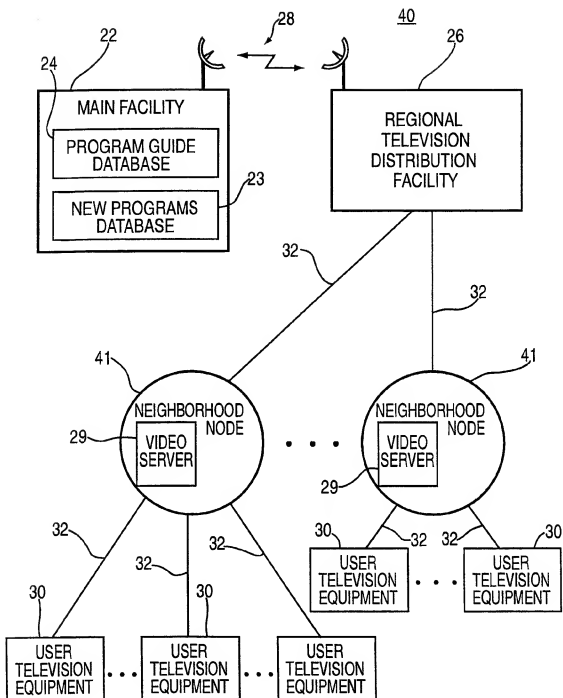 40
28
22
24
26
MAIN FACILITY
PROGRAM GUIDE
DATABASE
23
NEW PROGRAMS
DATABASE
REGIONAL
TELEVISION
DISTRIBUTION
FACILITY
32
32
41
41
NEIGHBORHOOD
NODE
29
VIDEO
SERVER
NEIGHBORHOOD
NODE
29
VIDEO
SERVER
32
32
32
32
32
30
USER
TELEVISION
EQUIPMENT
30
USER
TELEVISION
EQUIPMENT
30
USER
TELEVISION
EQUIPMENT
30
USER
TELEVISION
EQUIPMENT
USER
TELEVISION
EQUIPMENT